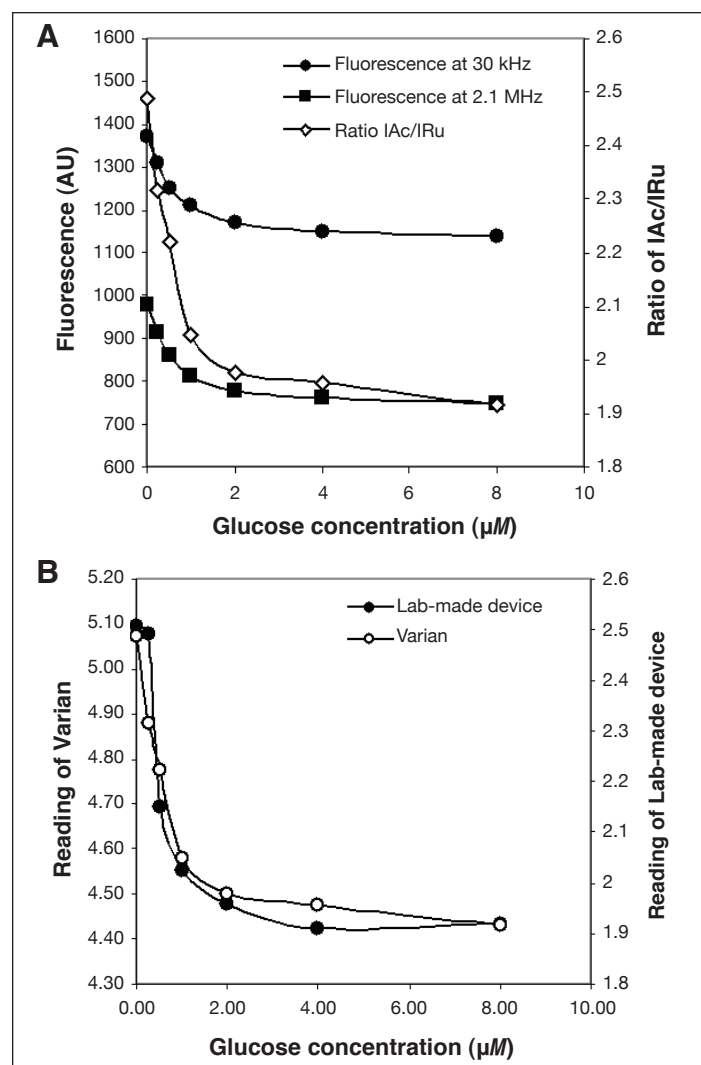 A
1600
1500
1400
1300
1200
1100
1000
900
800
700
600
Fluorescence (AU)
2.6
2.5
2.4
2.3
2.2
2.1
2
1.9
1.8
Ratio of IAc/IRu
Fluorescence at 30 kHz
Fluorescence at 2.1 MHz
Ratio IAc/IRu
0 2 4 6 8 10
Glucose concentration (µM)
B
5.20
5.10
5.00
4.90
4.80
4.70
4.60
4.50
4.40
4.30
Reading of Varian
2.6
2.5
2.4
2.3
2.2
2.1
2
1.9
1.8
Reading of Lab-made device
Lab-made device
Varian
0.00 2.00 4.00 6.00 8.00 10.00
Glucose concentration (µM)